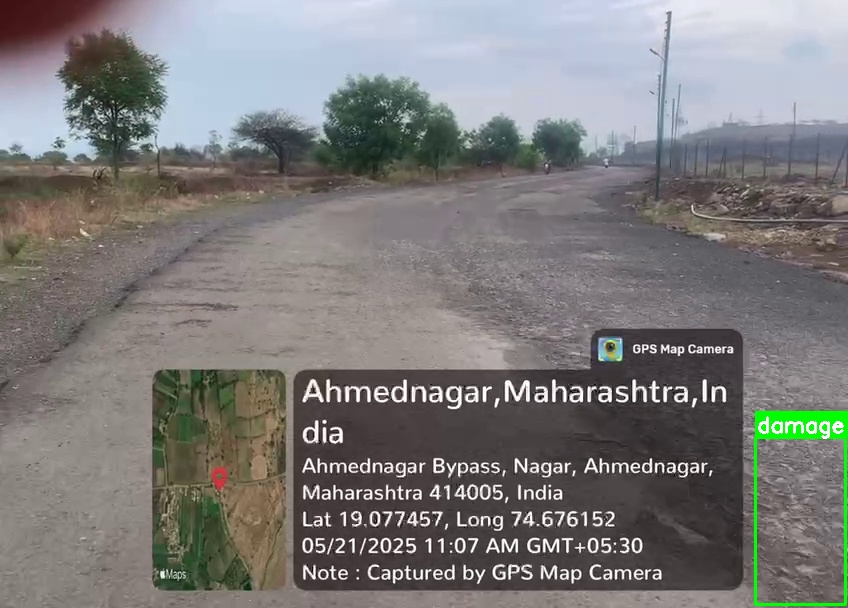 GPS Map Camera
Ahmednagar,Maharashtra,In
dia
Ahmednagar Bypass, Nagar, Ahmednagar,
Maharashtra 414005, India
Lat 19.077457, Long 74.676152
05/21/2025 11:07 AM GMT+05:30
Note : Captured by GPS Map Camera
Maps
damage